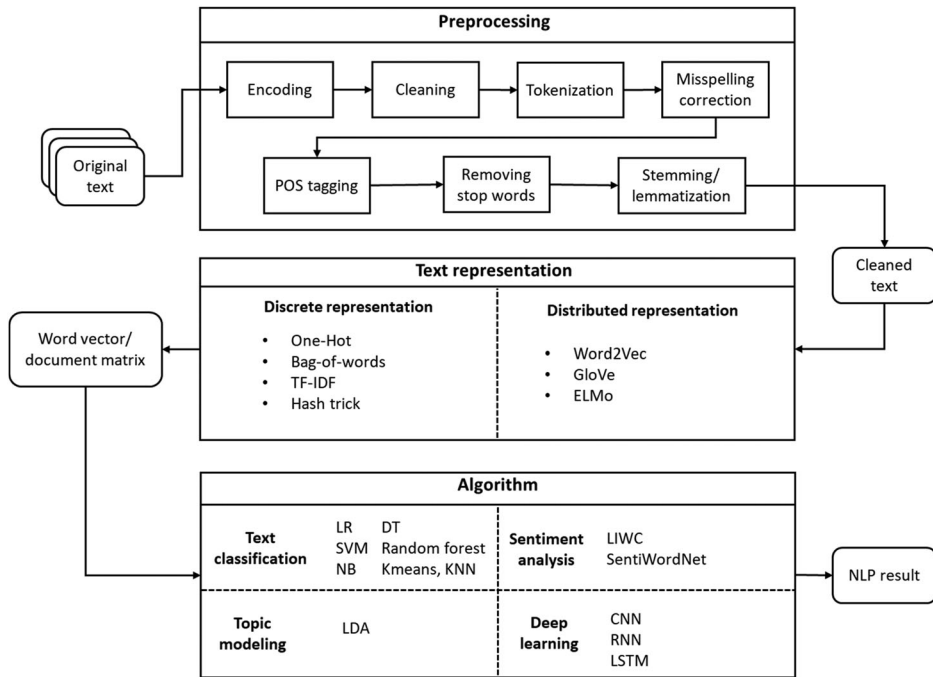 Preprocessing
Encoding
Cleaning
Tokenization
Misspelling
correction
Original
text
POS tagging
Removing
stop words
Stemming/
lemmatization
Cleaned
text
Text representation
Discrete representation
• One-Hot
• Bag-of-words
• TF-IDF
• Hash trick
Distributed representation
• Word2Vec
• GloVe
• ELMo
Word vector/
document matrix
Algorithm
Text
classification
LR DT
SVM Random forest
NB Kmeans, KNN
Sentiment
analysis
LIWC
SentiWordNet
Topic
modeling
LDA
Deep
learning
CNN
RNN
LSTM
NLP result